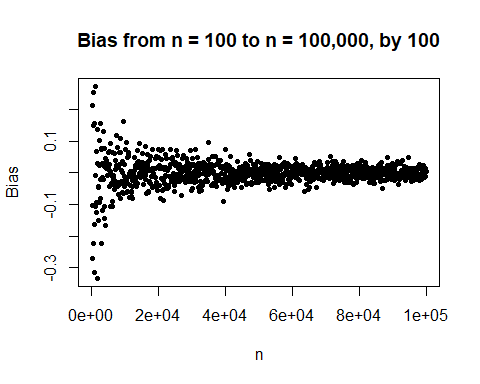 Bias from n = 100 to n = 100,000, by 100
Bias
0.1
-0.1
-0.3
0e+00 2e+04 4e+04 6e+04 8e+04 1e+05
n